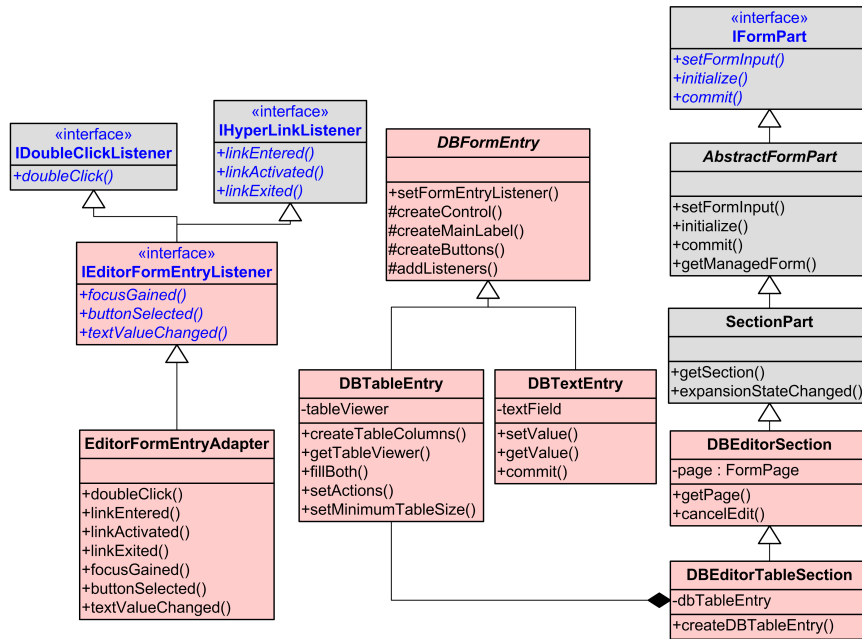 «interface»
IFormPart
+setFormInput()
+initialize()
+commit()
«interface»
IHyperLinkListener
+linkEntered()
+linkActivated()
+linkExited()
«interface»
IDoubleClickListener
+doubleClick()
DBFormEntry
+setFormEntryListener()
#createControl()
#createMainLabel()
#createButtons()
#addListeners()
AbstractFormPart
+setFormInput()
+initialize()
+commit()
+getManagedForm()
«interface»
IEditorFormEntryListener
+focusGained()
+buttonSelected()
+textValueChanged()
SectionPart
+getSection()
+expansionStateChanged()
DBTableEntry
-tableViewer
+createTableColumns()
+getTableViewer()
+fillBoth()
+setActions()
+setMinimumTableSize()
DBTextEntry
-textField
+setValue()
+getValue()
+commit()
EditorFormEntryAdapter
+doubleClick()
+linkEntered()
+linkActivated()
+linkExited()
+focusGained()
+buttonSelected()
+textValueChanged()
DBEditorSection
-page : FormPage
+getPage()
+cancelEdit()
DBEditorTableSection
-dbTableEntry
+createDBTableEntry()